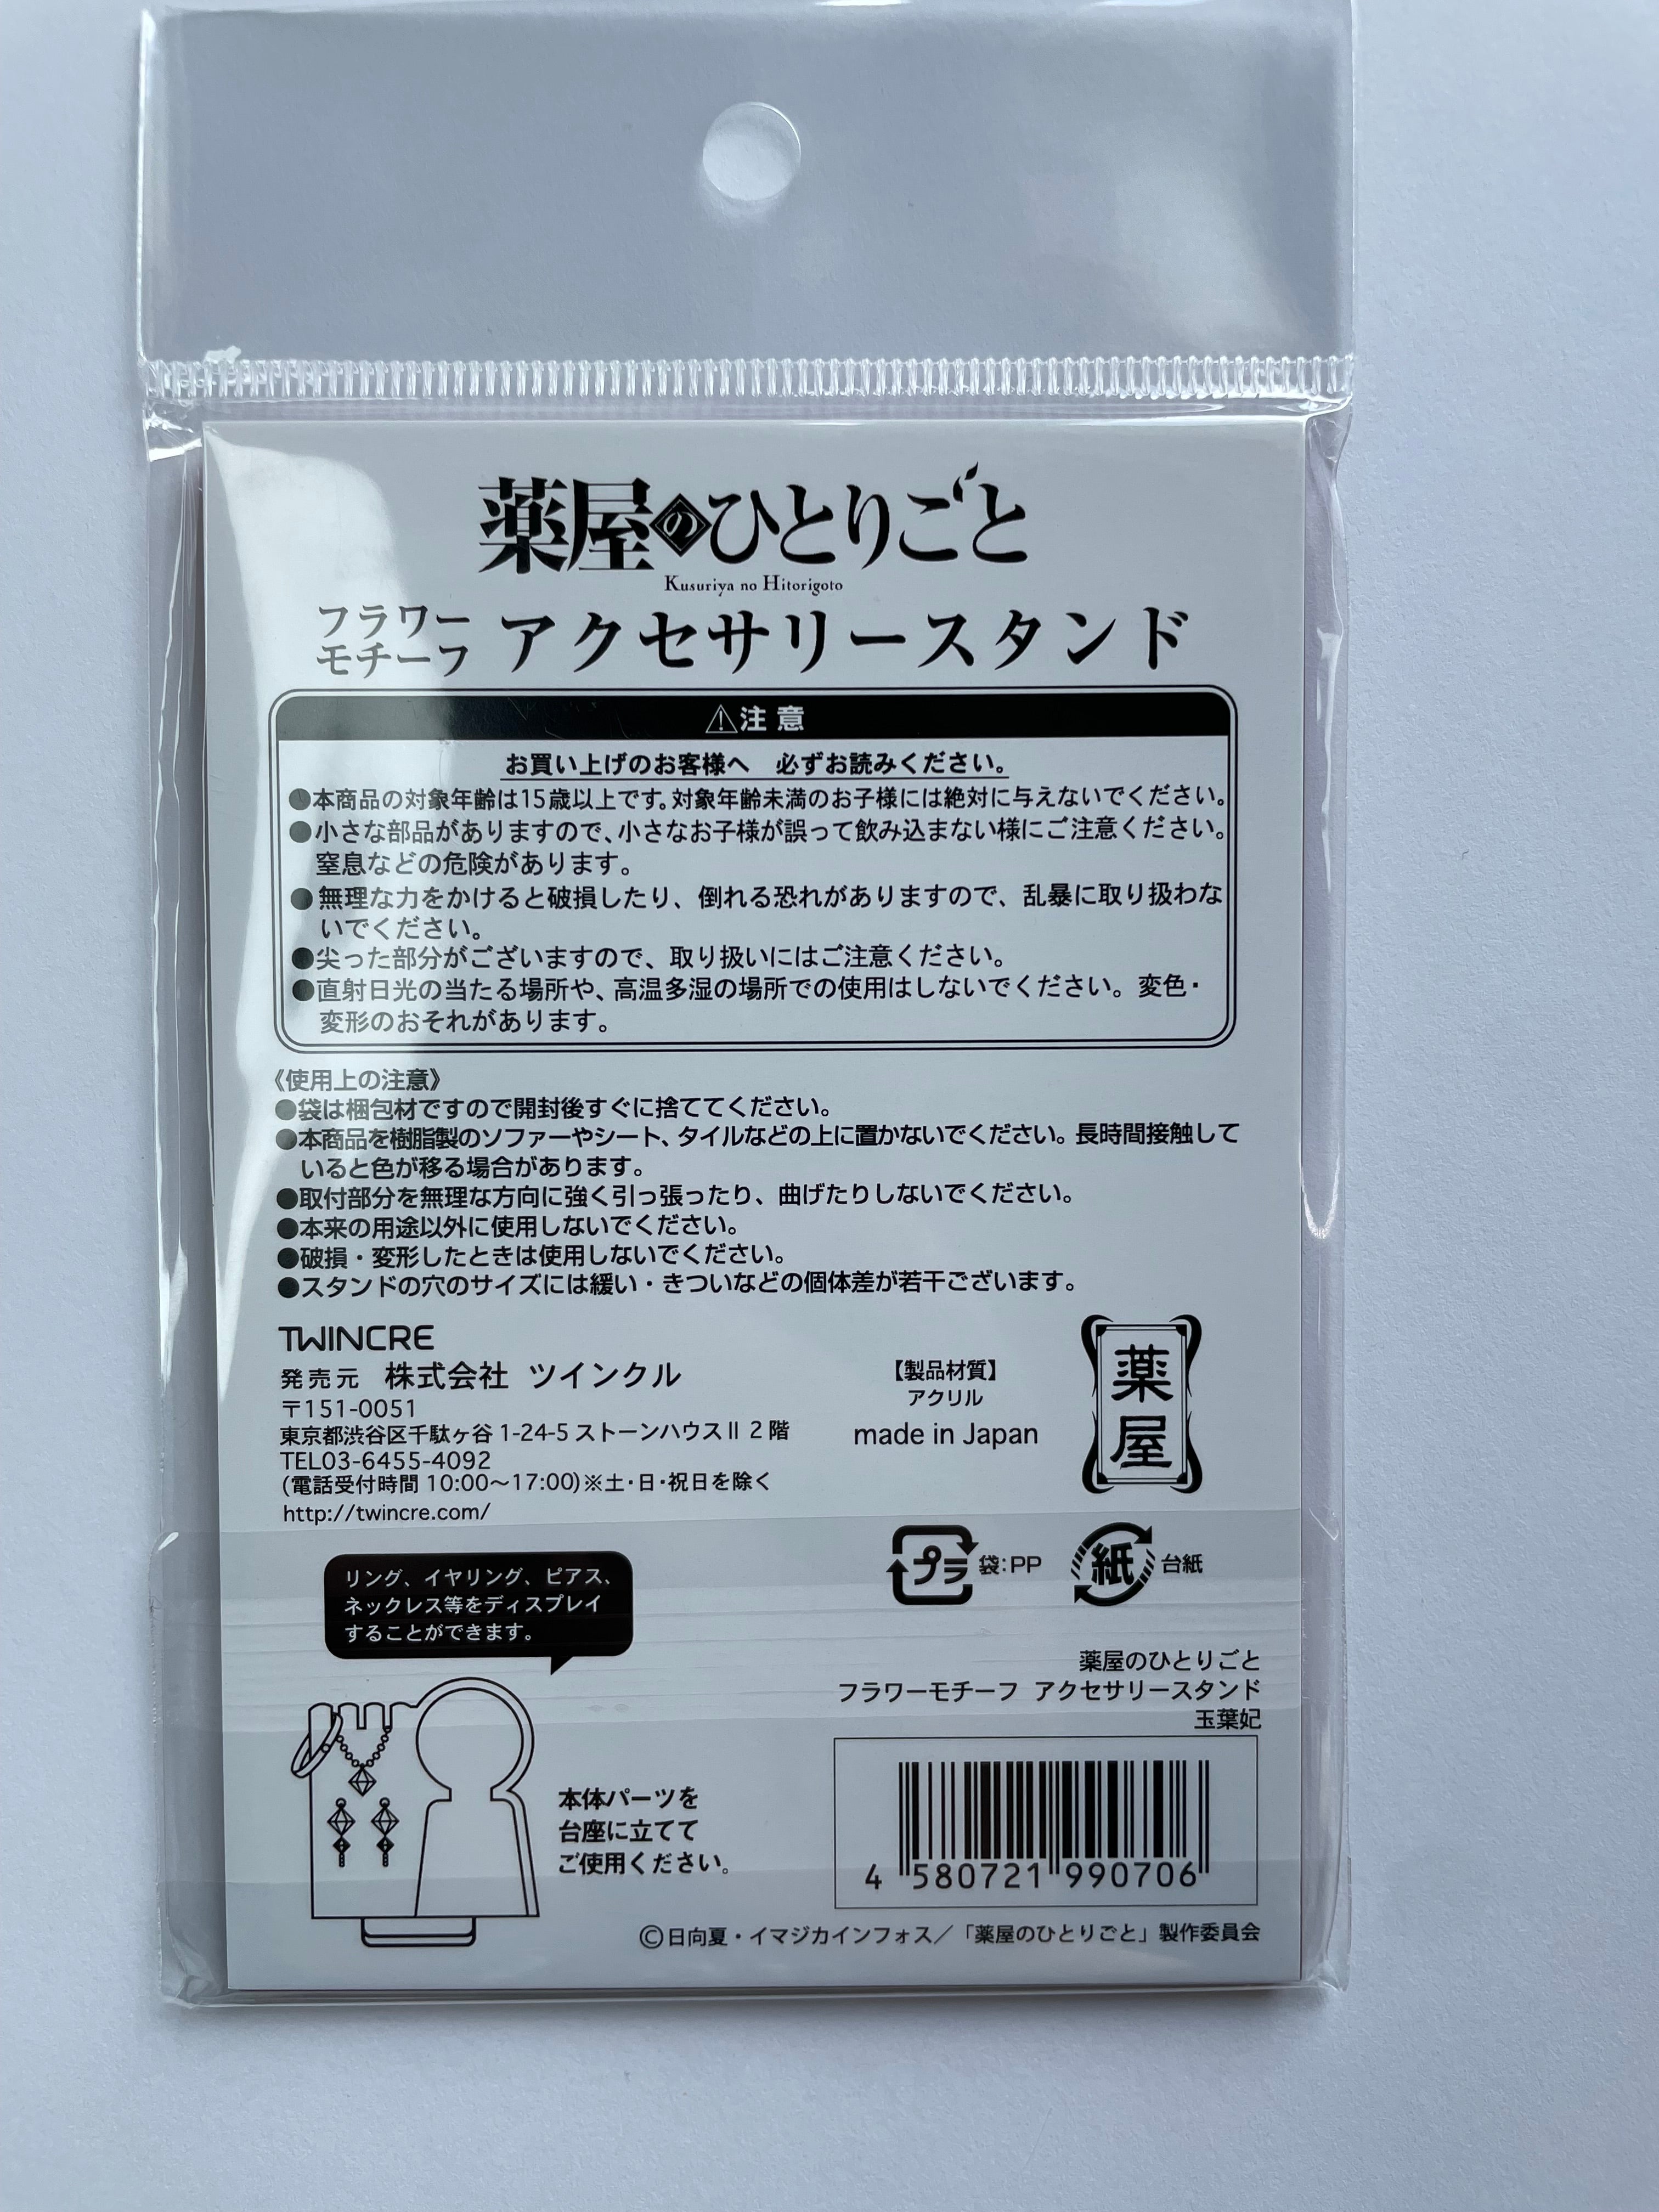 薬屋のひとりごと
Kusuriya no Hitorigoto
フラワー
モチーフ
アクセサリースタンド
⚠注意
お買い上げのお客様へ 必ずお読みください。
●本商品の対象年齢は15歳以上です。対象年齢未満のお子様には絶対に与えないでください。
●小さな部品がありますので、小さなお子様が誤って飲み込まない様にご注意ください。
窒息などの危険があります。
●無理な力をかけると破損したり、倒れる恐れがありますので、乱暴に取り扱わな
いでください。
●尖った部分がございますので、取り扱いにはご注意ください。
●直射日光の当たる場所や、高温多湿の場所での使用はしないでください。変色・
変形のおそれがあります。
《使用上の注意》
●袋は梱包材ですので開封後すぐに捨ててください。
●本商品を樹脂製のソファーやシート、タイルなどの上に置かないでください。長時間接触して
いると色が移る場合があります。
●取付部分を無理な方向に強く引っ張ったり、曲げたりしないでください。
●本来の用途以外に使用しないでください。
●破損・変形したときは使用しないでください。
●スタンドの穴のサイズには緩い・きついなどの個体差が若干ございます。
TWINCRE
発売元 株式会社 ツインクル
〒151-0051
東京都渋谷区千駄ヶ谷 1-24-5 ストーンハウスⅡ 2階
TEL03-6455-4092
(電話受付時間 10:00〜17:00)※土・日・祝日を除く
http://twincre.com/
【製品材質】
アクリル
made in Japan
薬屋
プラ 袋:PP
紙 台紙
リング、イヤリング、ピアス、
ネックレス等をディスプレイ
することができます。
本体パーツを
台座に立てて
ご使用ください。
薬屋のひとりごと
フラワーモチーフ アクセサリースタンド
玉葉妃
4 580721 990706
©日向夏・イマジカインフォス／「薬屋のひとりごと」製作委員会